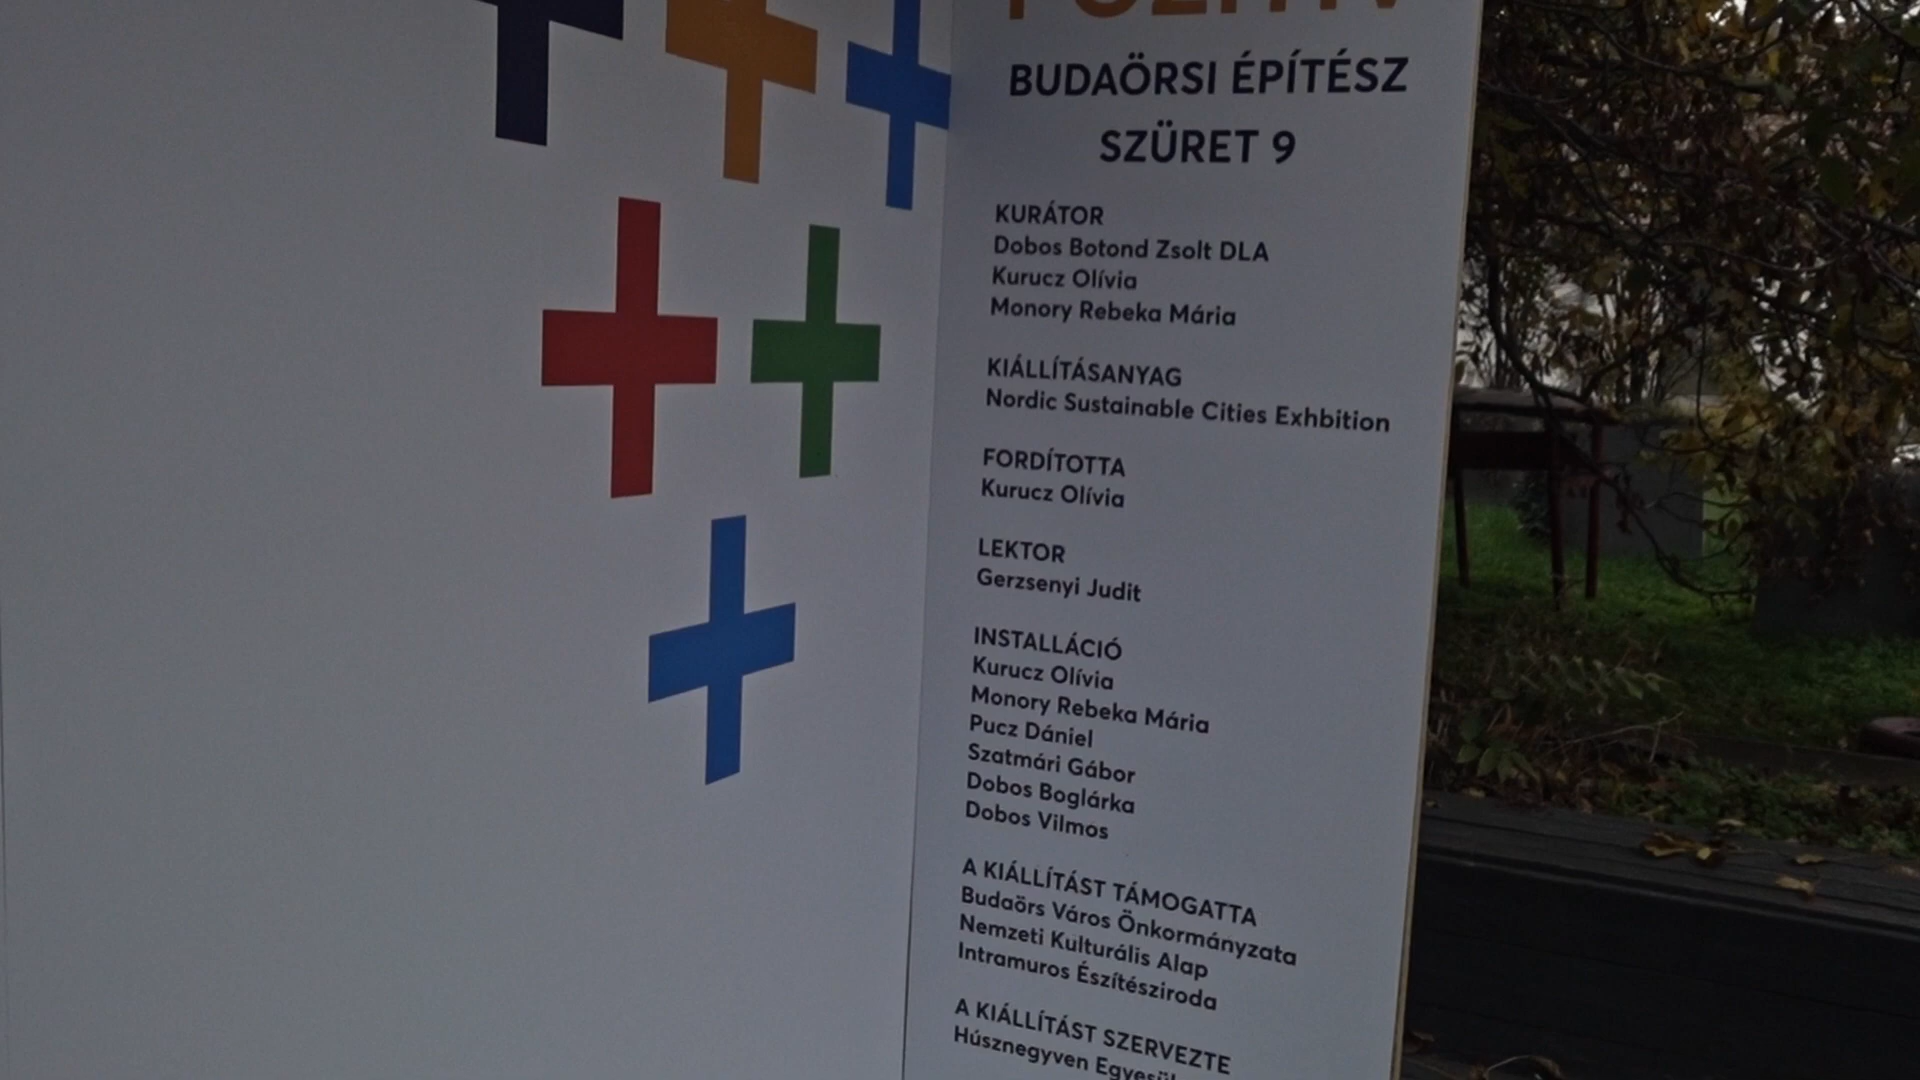 POZITÍV
BUDAÖRSI ÉPÍTÉSZ
SZÜRET 9
KURÁTOR
Dobos Botond Zsolt DLA
Kurucz Olívia
Monory Rebeka Mária
KIÁLLÍTÁSANYAG
Nordic Sustainable Cities Exhbition
FORDÍTOTTA
Kurucz Olívia
LEKTOR
Gerzsenyi Judit
INSTALLÁCIÓ
Kurucz Olívia
Monory Rebeka Mária
Pucz Dániel
Szatmári Gábor
Dobos Boglárka
Dobos Vilmos
A KIÁLLÍTÁST TÁMOGATTA
Budaörs Város Önkormányzata
Nemzeti Kulturális Alap
Intramuros Észítésziroda
A KIÁLLÍTÁST SZERVEZTE
Húsznegyven